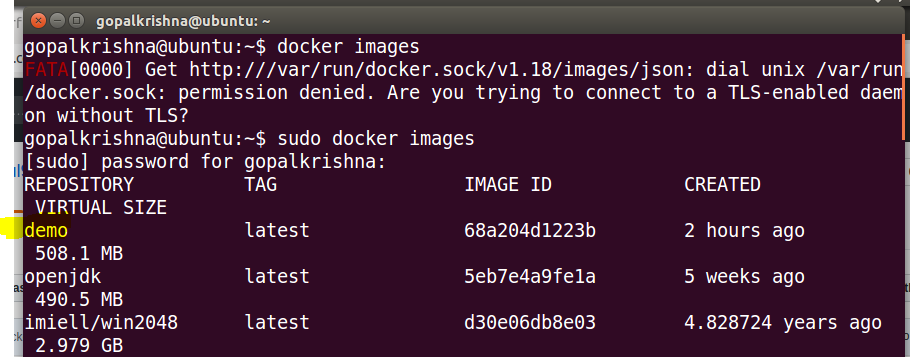 gopalkrishna@ubuntu: ~
gopalkrishna@ubuntu:~$ docker images
FATA[0000] Get http:///var/run/docker.sock/v1.18/images/json: dial unix /var/run
/docker.sock: permission denied. Are you trying to connect to a TLS-enabled daem
on without TLS?
gopalkrishna@ubuntu:~$ sudo docker images
[sudo] password for gopalkrishna:
REPOSITORY TAG IMAGE ID CREATED
VIRTUAL SIZE
demo latest 68a204d1223b 2 hours ago
508.1 MB
openjdk latest 5eb7e4a9fe1a 5 weeks ago
490.5 MB
imiell/win2048 latest d30e06db8e03 4.828724 years ago
2.979 GB